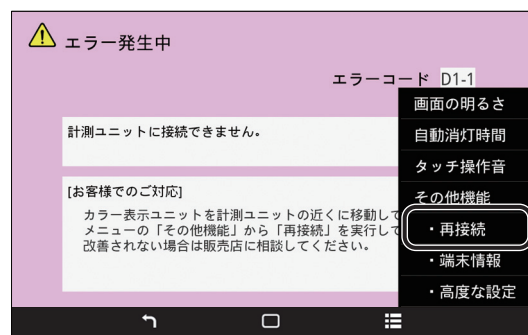 エラー発生中
エラーコード D1-1
計測ユニットに接続できません。
[お客様でのご対応]
カラー表示ユニットを計測ユニットの近くに移動して
メニューの「その他機能」から「再接続」を実行して
改善されない場合は販売店に相談してください。
画面の明るさ
自動消灯時間
タッチ操作音
その他機能
・再接続
・端末情報
・高度な設定